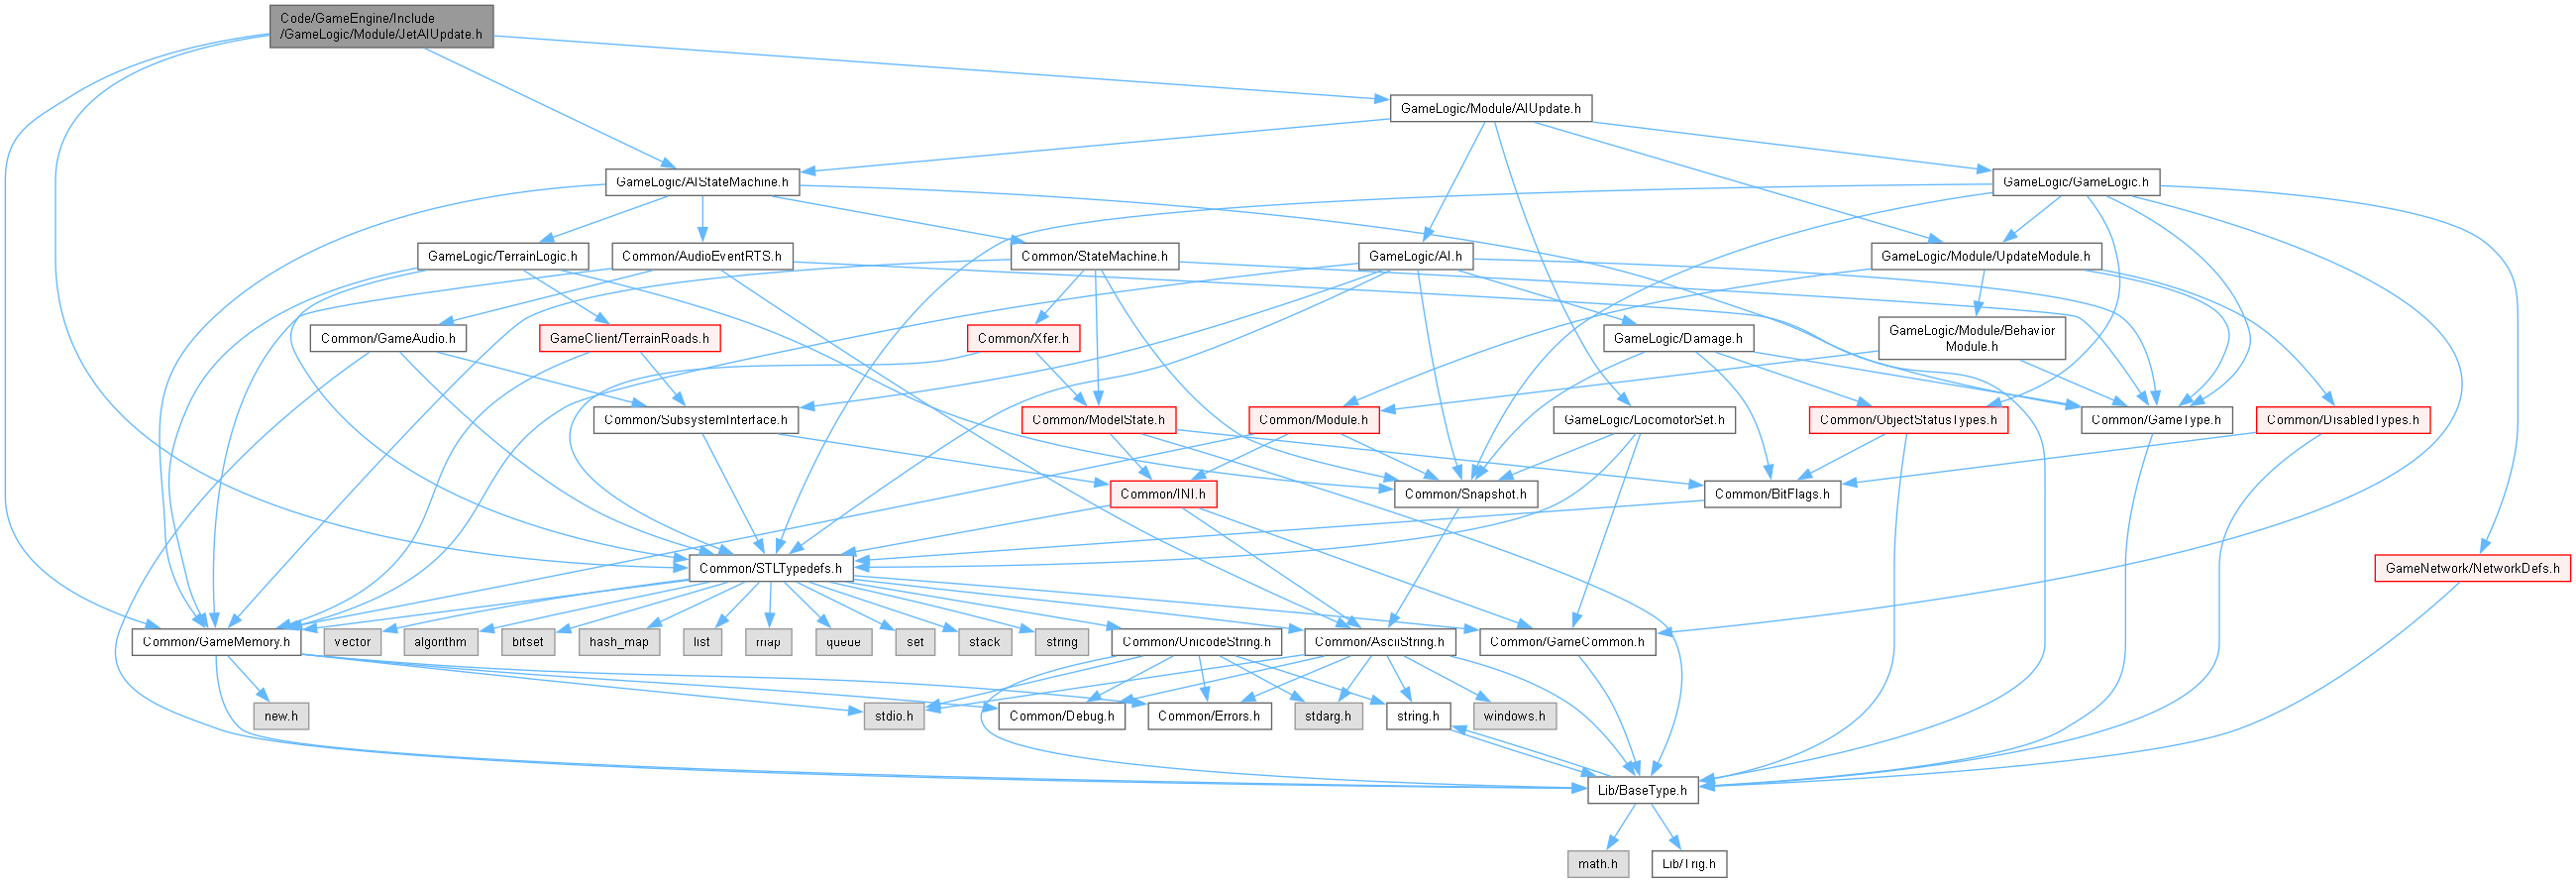 Code/GameEngine/Include
/GameLogic/Module/JetAIUpdate.h
GameLogic/Module/AIUpdate.h
GameLogic/AIStateMachine.h
GameLogic/GameLogic.h
GameLogic/TerrainLogic.h
Common/AudioEventRTS.h
Common/StateMachine.h
GameLogic/AI.h
GameLogic/Module/UpdateModule.h
Common/GameAudio.h
GameClient/TerrainRoads.h
Common/Xfer.h
GameLogic/Damage.h
GameLogic/Module/Behavior
Module.h
Common/SubsystemInterface.h
Common/ModelState.h
Common/Module.h
GameLogic/LocomotorSet.h
Common/ObjectStatusTypes.h
Common/GameType.h
Common/DisabledTypes.h
Common/INI.h
Common/Snapshot.h
Common/BitFlags.h
Common/STLTypedefs.h
GameNetwork/NetworkDefs.h
Common/GameMemory.h
vector
algorithm
bitset
hash_map
list
map
queue
set
stack
string
Common/UnicodeString.h
Common/AsciiString.h
Common/GameCommon.h
new.h
stdio.h
Common/Debug.h
Common/Errors.h
stdarg.h
string.h
windows.h
Lib/BaseType.h
math.h
Lib/Trig.h